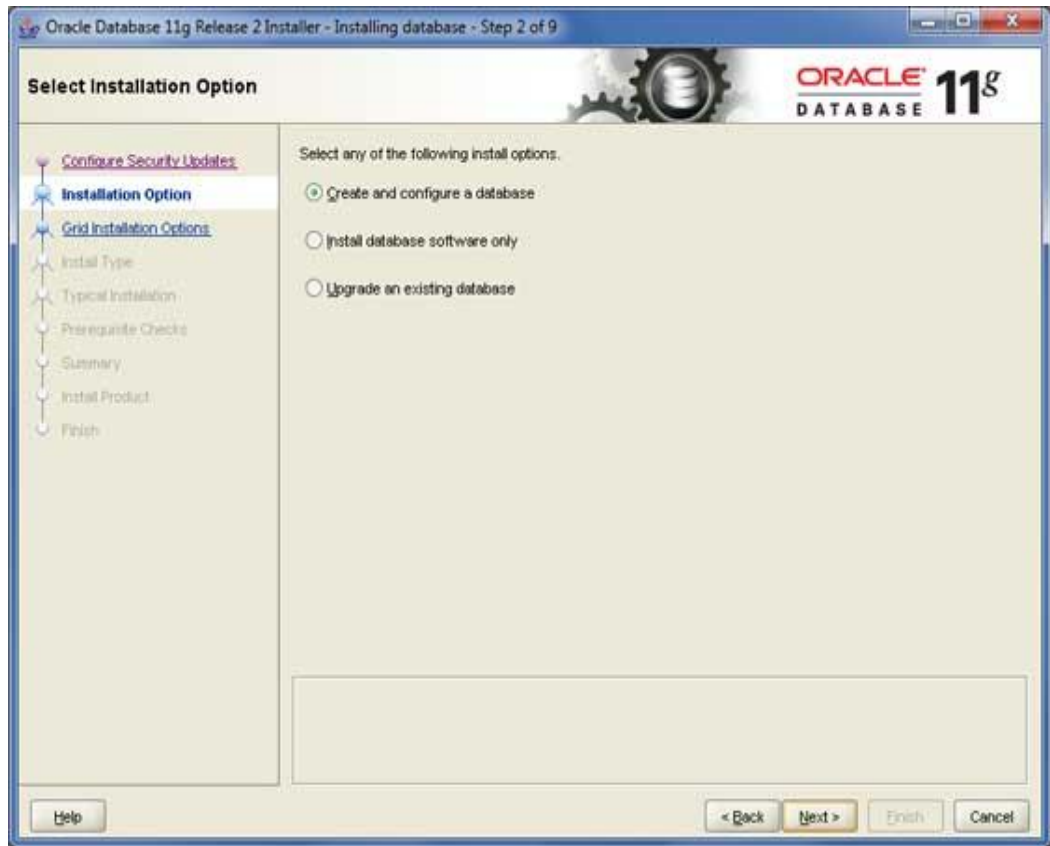 Oracle Database 11g Release 2 Installer - Installing database - Step 2 of 9
Select Installation Option
ORACLE 11g
DATABASE
Configure Security Updates
Installation Option
Grid Installation Options
Install Type
Typical Installation
Prerequisite Checks
Summary
Install Product
Finish
Select any of the following install options.
Create and configure a database
Install database software only
Upgrade an existing database
Help
< Back
Next >
Finish
Cancel